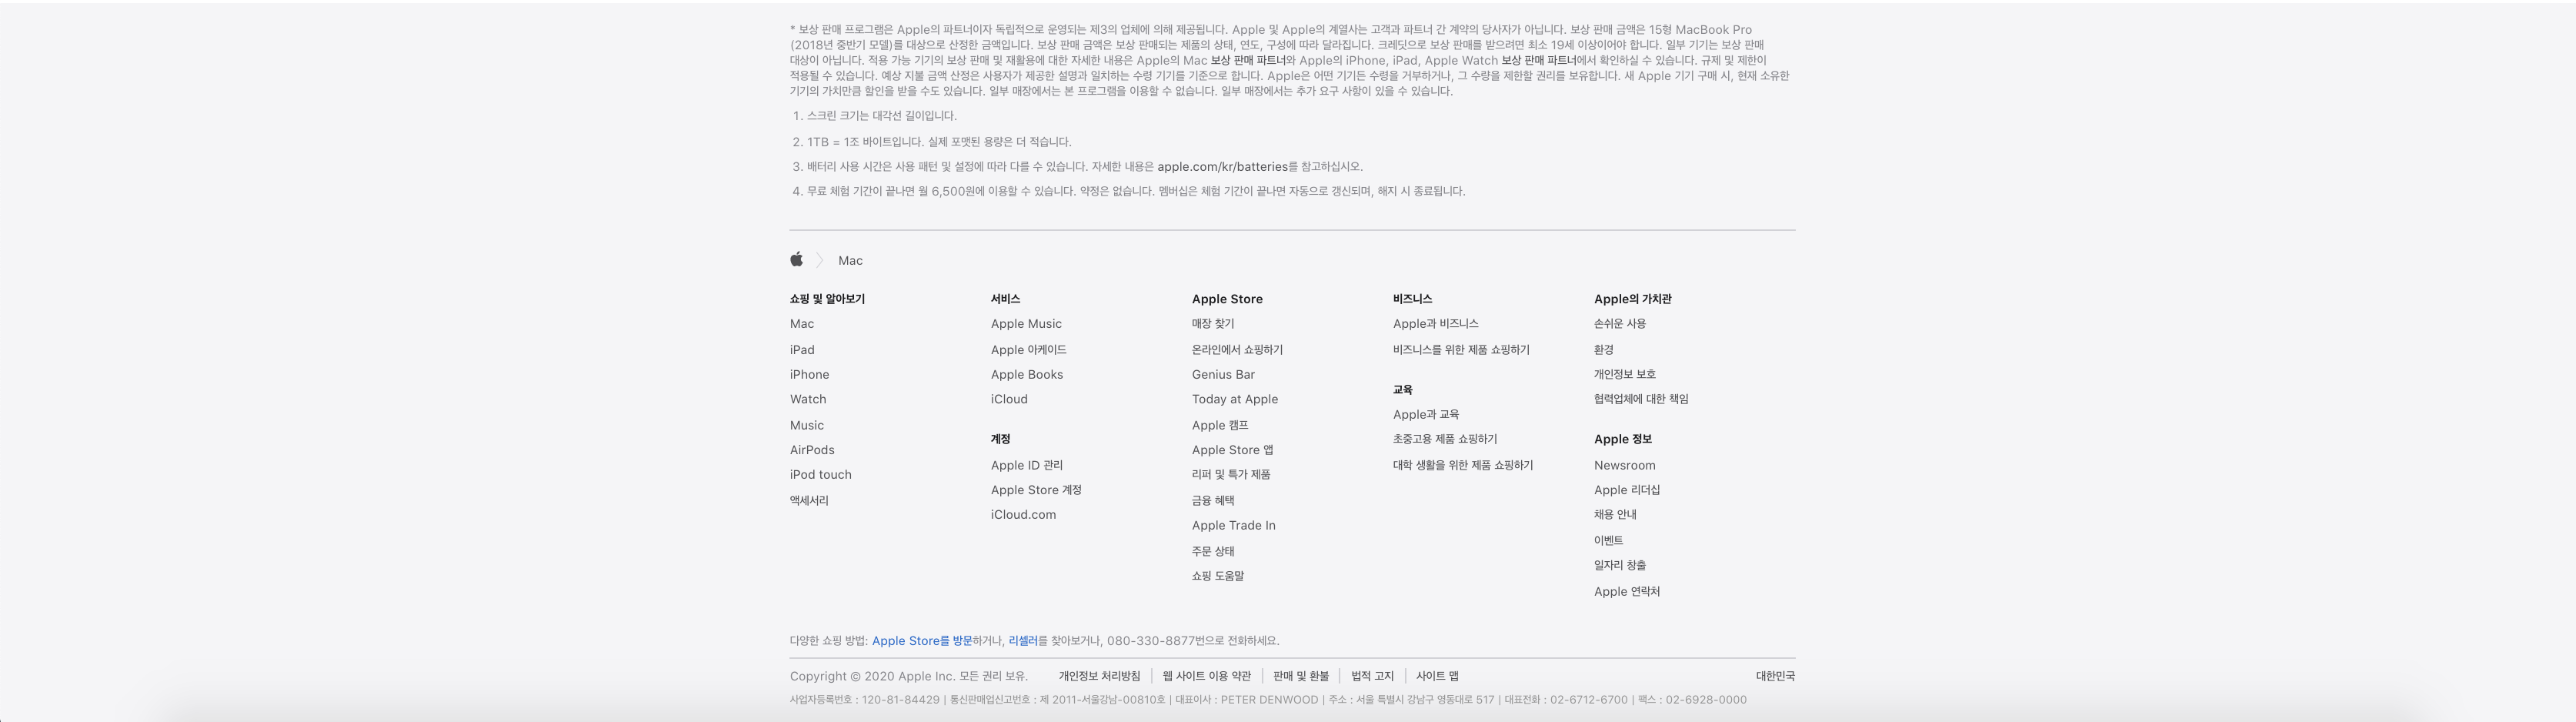 * 보상 판매 프로그램은 Apple의 파트너이자 독립적으로 운영되는 제3의 업체에 의해 제공됩니다. Apple 및 Apple의 계열사는 고객과 파트너 간 계약의 당사자가 아닙니다. 보상 판매 금액은 15형 MacBook Pro
(2018년 중반기 모델)를 대상으로 산정한 금액입니다. 보상 판매 금액은 보상 판매되는 제품의 상태, 연도, 구성에 따라 달라집니다. 크레딧으로 보상 판매를 받으려면 최소 19세 이상이어야 합니다. 일부 기기는 보상 판매
대상이 아닙니다. 적용 가능 기기의 보상 판매 및 재활용에 대한 자세한 내용은 Apple의 Mac 보상 판매 파트너와 Apple의 iPhone, iPad, Apple Watch 보상 판매 파트너에서 확인하실 수 있습니다. 규제 및 제한이
적용될 수 있습니다. 예상 지불 금액 산정은 사용자가 제공한 설명과 일치하는 수령 기기를 기준으로 합니다. Apple은 어떤 기기든 수령을 거부하거나, 그 수량을 제한할 권리를 보유합니다. 새 Apple 기기 구매 시, 현재 소유한
기기의 가치만큼 할인을 받을 수도 있습니다. 일부 매장에서는 본 프로그램을 이용할 수 없습니다. 일부 매장에서는 추가 요구 사항이 있을 수 있습니다.
1. 스크린 크기는 대각선 길이입니다.
2. 1TB = 1조 바이트입니다. 실제 포맷된 용량은 더 적습니다.
3. 배터리 사용 시간은 사용 패턴 및 설정에 따라 다를 수 있습니다. 자세한 내용은 apple.com/kr/batteries를 참고하십시오.
4. 무료 체험 기간이 끝나면 월 6,500원에 이용할 수 있습니다. 약정은 없습니다. 멤버십은 체험 기간이 끝나면 자동으로 갱신되며, 해지 시 종료됩니다.
Mac
쇼핑 및 알아보기
Mac
iPad
iPhone
Watch
Music
AirPods
iPod touch
액세서리
서비스
Apple Music
Apple 아케이드
Apple Books
iCloud
계정
Apple ID 관리
Apple Store 계정
iCloud.com
Apple Store
매장 찾기
온라인에서 쇼핑하기
Genius Bar
Today at Apple
Apple 캠프
Apple Store 앱
리퍼 및 특가 제품
금융 혜택
Apple Trade In
주문 상태
쇼핑 도움말
비즈니스
Apple과 비즈니스
비즈니스를 위한 제품 쇼핑하기
교육
Apple과 교육
초중고용 제품 쇼핑하기
대학 생활을 위한 제품 쇼핑하기
Apple의 가치관
손쉬운 사용
환경
개인정보 보호
협력업체에 대한 책임
Apple 정보
Newsroom
Apple 리더십
채용 안내
이벤트
일자리 창출
Apple 연락처
다양한 쇼핑 방법: Apple Store를 방문하거나, 리셀러를 찾아보거나, 080-330-8877번으로 전화하세요.
Copyright © 2020 Apple Inc. 모든 권리 보유. 개인정보 처리방침 | 웹 사이트 이용 약관 | 판매 및 환불 | 법적 고지 | 사이트 맵 대한민국
사업자등록번호 : 120-81-84429 | 통신판매업신고번호 : 제 2011-서울강남-00810호 | 대표이사 : PETER DENWOOD | 주소 : 서울 특별시 강남구 영동대로 517 | 대표전화 : 02-6712-6700 | 팩스 : 02-6928-0000